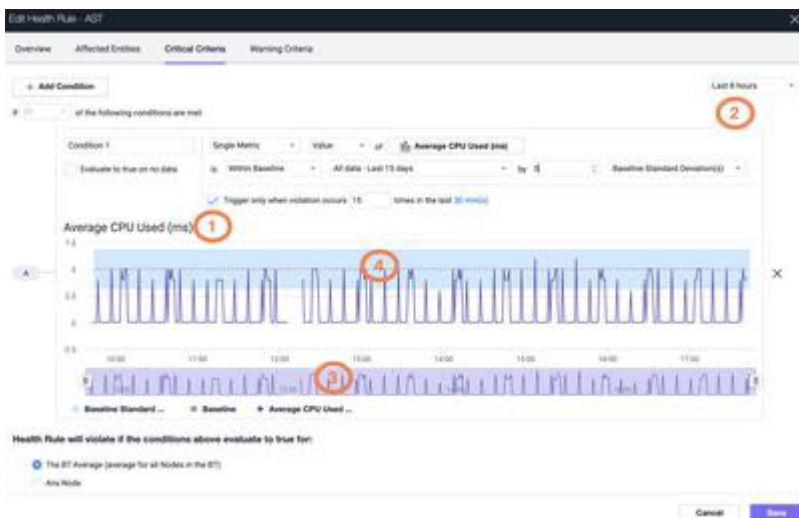 Edit Health Rule - AST
Overview Affected Entities Critical Criteria Warning Criteria
+ Add Condition Last 8 hours
2
If of the following conditions are met
Condition 1 Single Metric Value of Average CPU Used (ms)
Evaluate to true on no data is Within Baseline All data - Last 15 days by 3 Baseline Standard Deviation(s)
Trigger only when violation occurs 15 times in the last 30 min(s)
Average CPU Used (ms) 1
4
A
10:00 11:00 12:00 13:00 14:00 15:00 16:00 17:00
3
Baseline Standard ... Baseline Average CPU Used ...
Health Rule will violate if the conditions above evaluate to true for:
The BT Average (average for all Nodes in the BT)
Any Node
Cancel Save